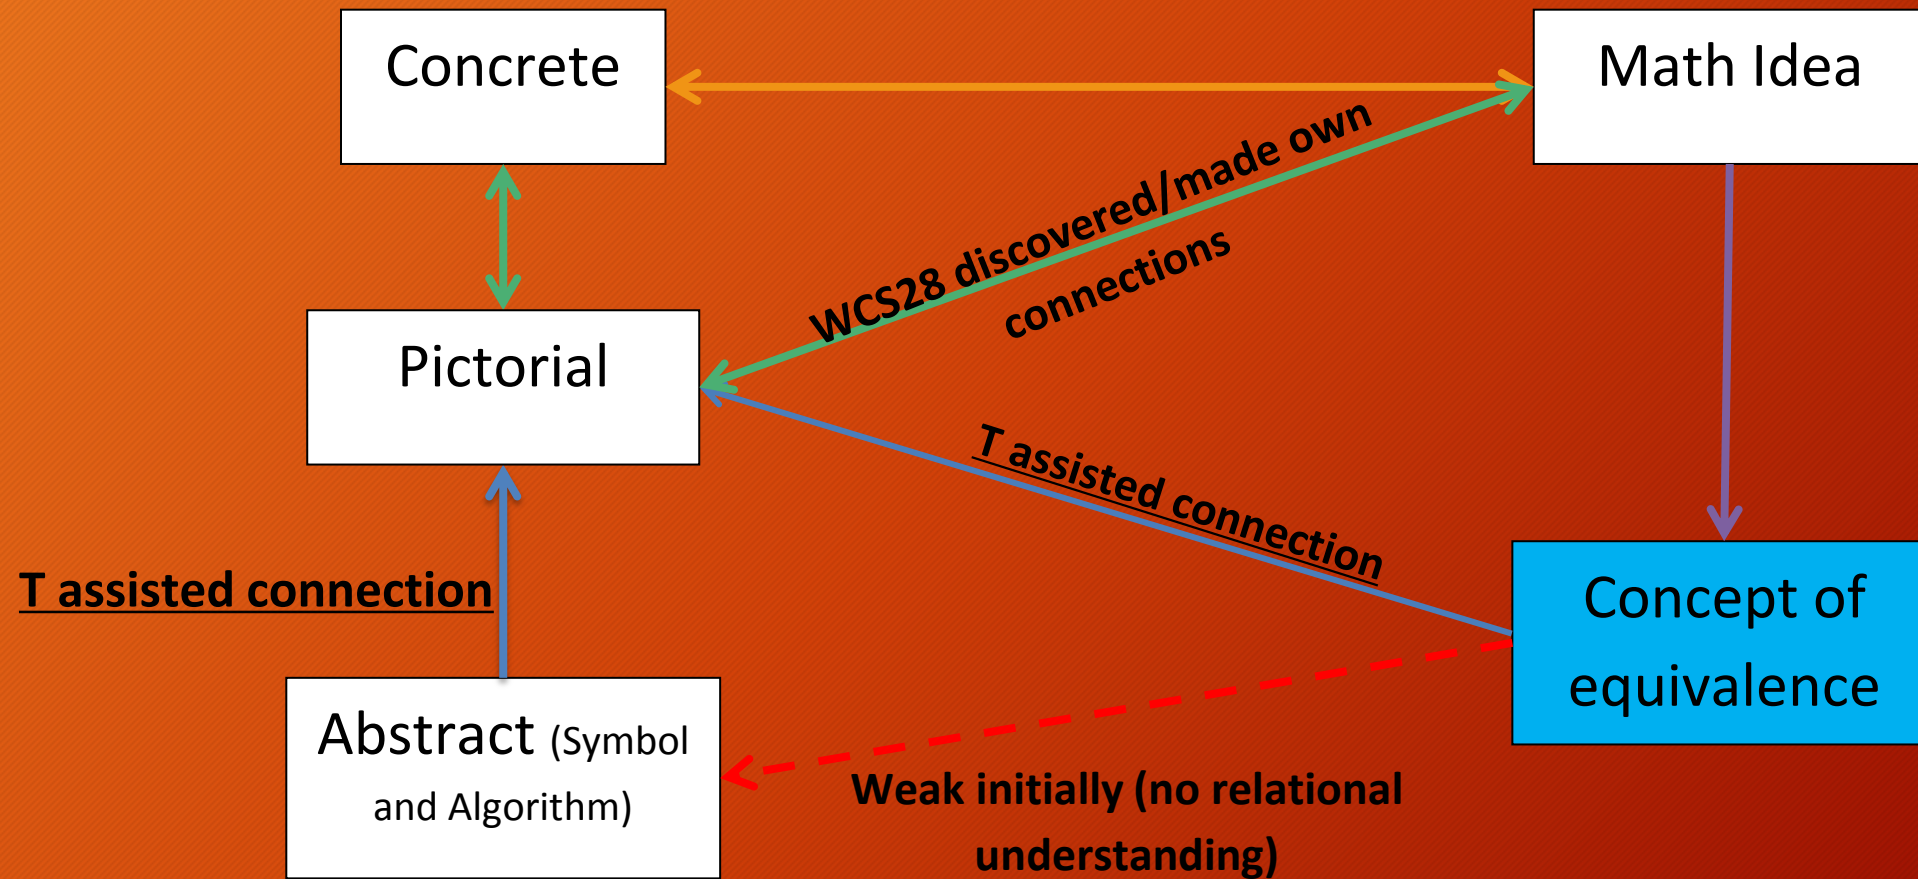 Concrete
Math Idea
WCS28 discovered/made own
connections
Pictorial
T assisted connection
T assisted connection
Concept of
equivalence
Abstract (Symbol
and Algorithm)
Weak initially (no relational
understanding)